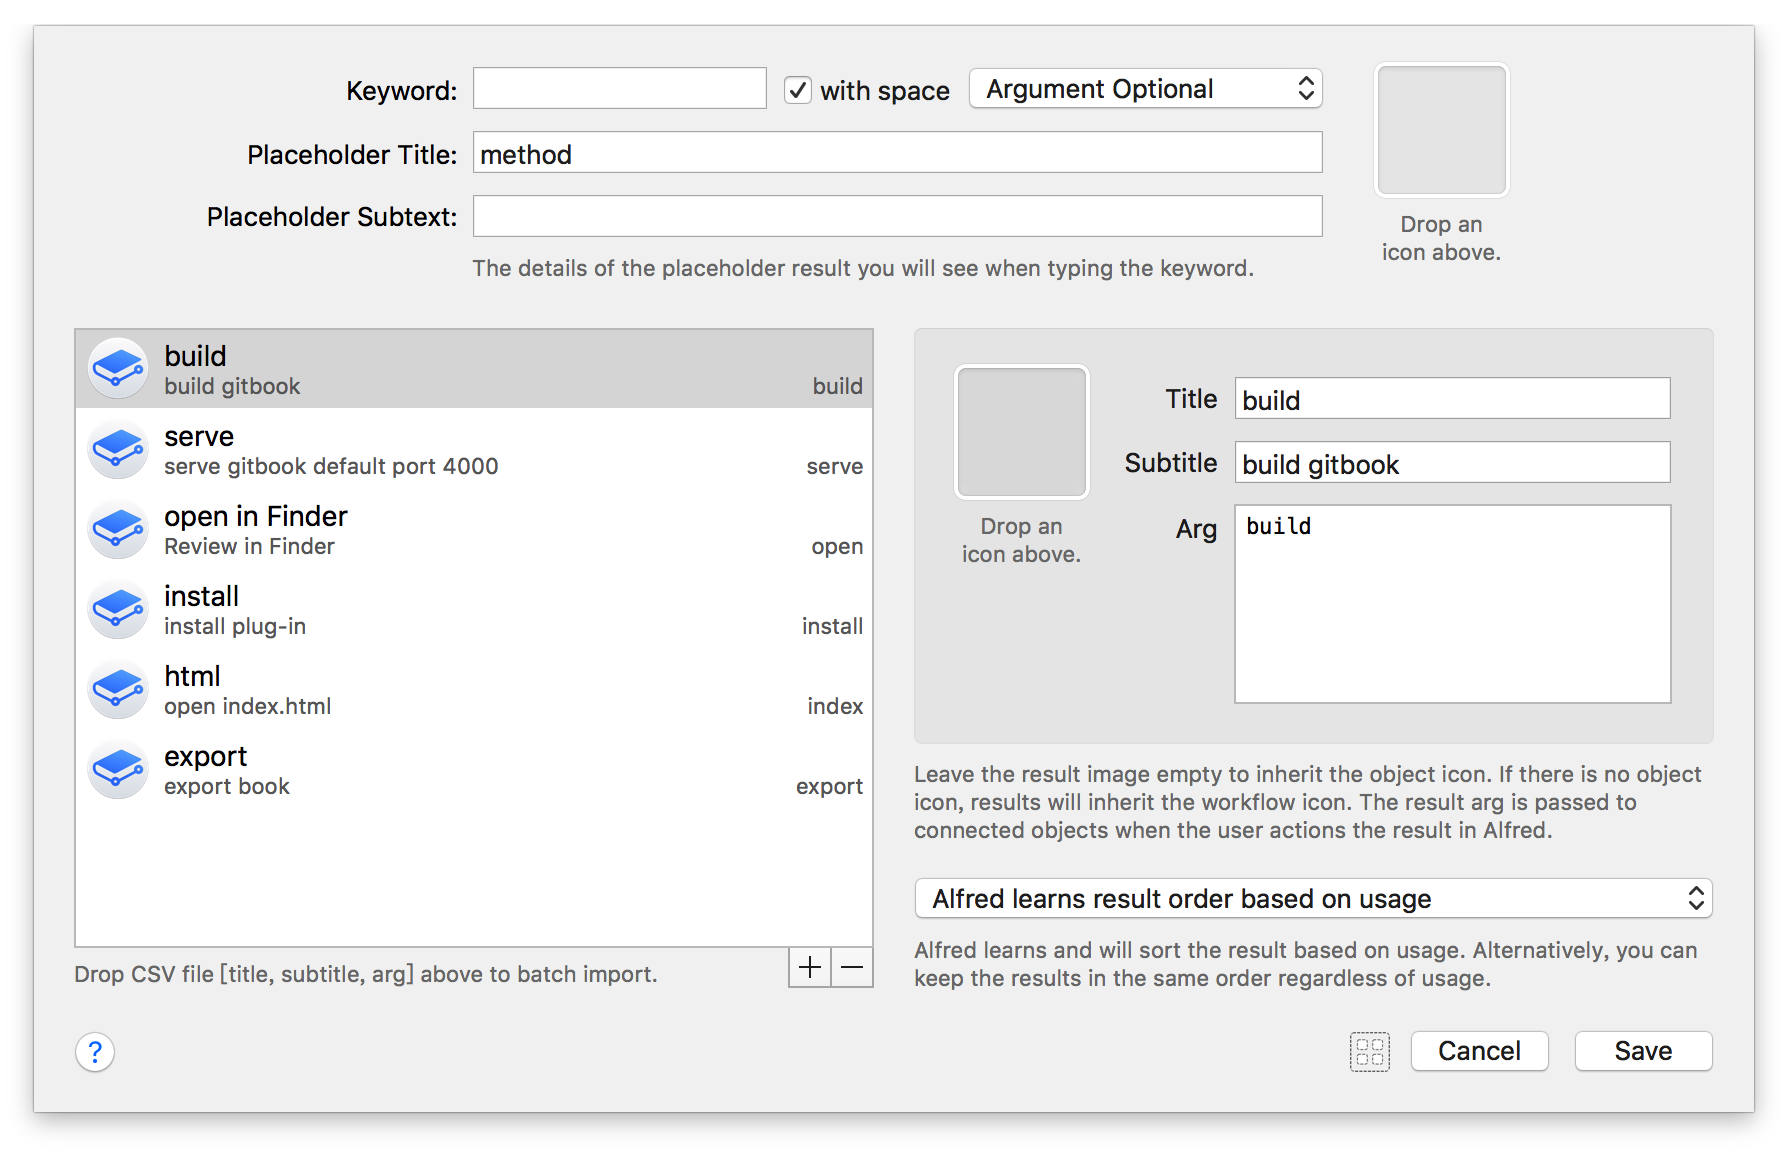 Keyword:
with space
Argument Optional
Placeholder Title:
method
Placeholder Subtext:
The details of the placeholder result you will see when typing the keyword.
Drop an
icon above.
build
build gitbook
build
serve
serve gitbook default port 4000
serve
open in Finder
Review in Finder
open
install
install plug-in
install
html
open index.html
index
export
export book
export
Drop CSV file [title, subtitle, arg] above to batch import.
Drop an
icon above.
Title
build
Subtitle
build gitbook
Arg
build
Leave the result image empty to inherit the object icon. If there is no object
icon, results will inherit the workflow icon. The result arg is passed to
connected objects when the user actions the result in Alfred.
Alfred learns result order based on usage
Alfred learns and will sort the result based on usage. Alternatively, you can
keep the results in the same order regardless of usage.
?
Cancel
Save